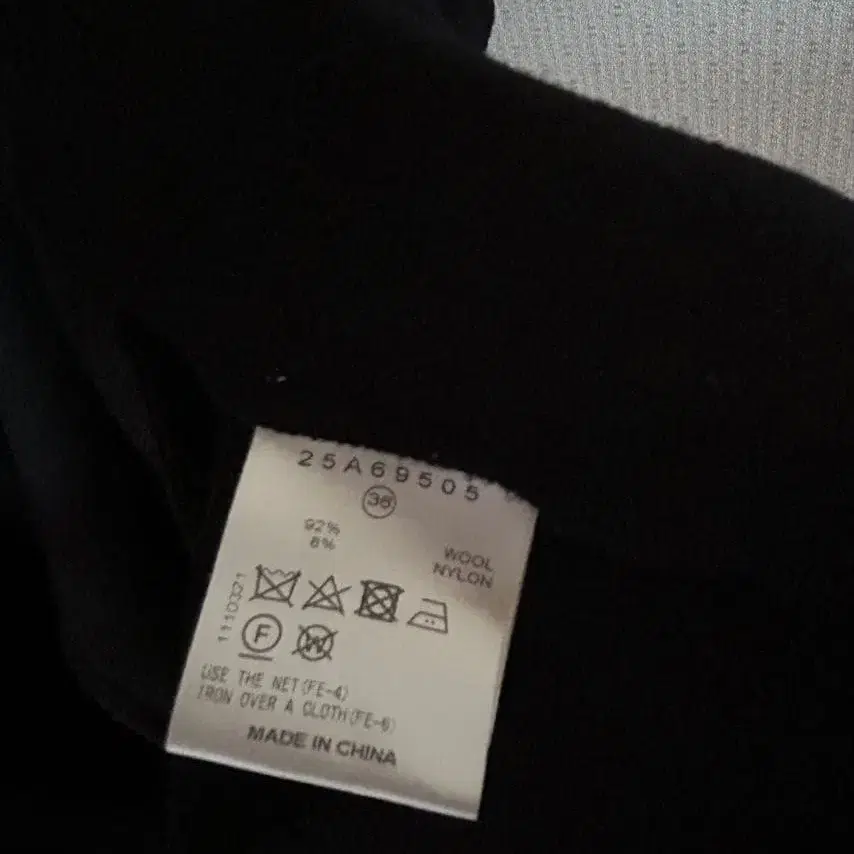 25A69505
36
92%
8%
WOOL
NYLON
1110321
F
W
USE THE NET(FE-4)
IRON OVER A CLOTH(FE-6)
MADE IN CHINA